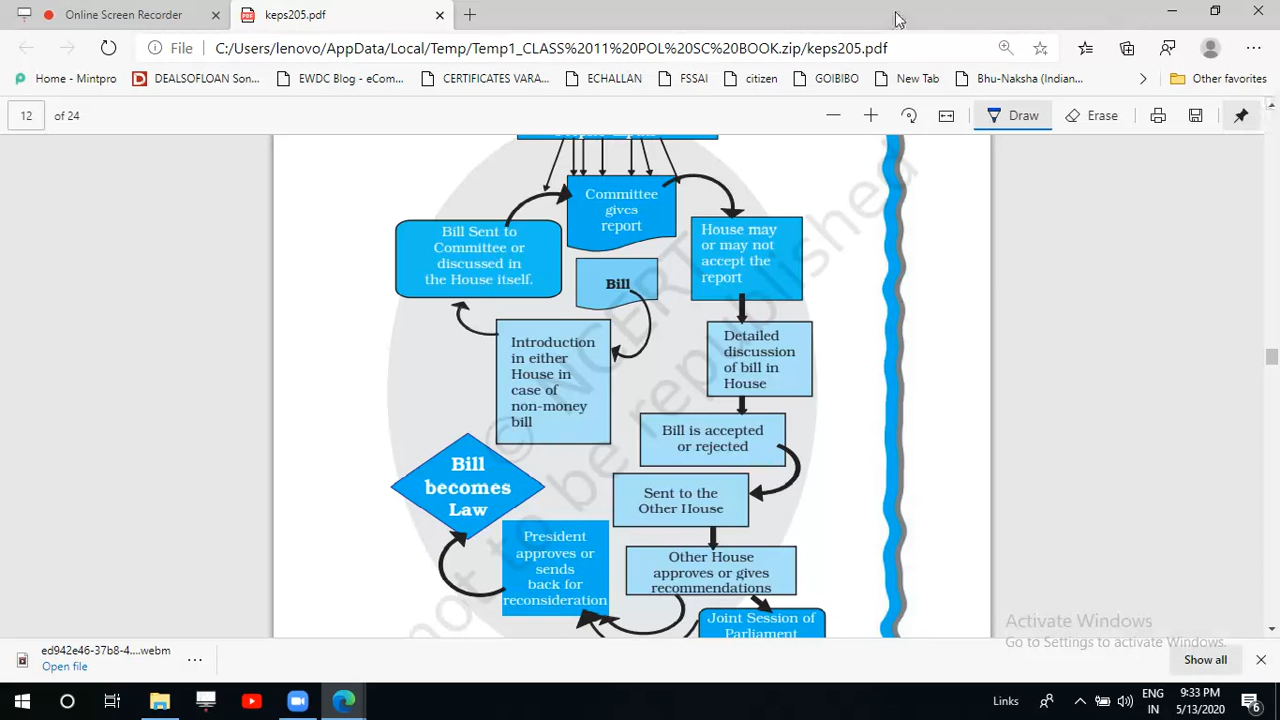 Online Screen Recorder
keps205.pdf
File
C:/Users/lenovo/AppData/Local/Temp/Temp1_CLASS%2011%20POL%20SC%20BOOK.zip/keps205.pdf
Home - Mintpro
DEALSOFLOAN Son...
EWDC Blog - eCom...
CERTIFICATES VARA...
ECHALLAN
FSSAI
citizen
GOIBIBO
New Tab
Bhu-Naksha (Indian...
Other favorites
12 of 24
Draw
Erase
Committee
gives
report
Bill Sent to
Committee or
discussed in
the House itself.
House may
or may not
accept the
report
Bill
Introduction
in either
House in
case of
non-money
bill
Detailed
discussion
of bill in
House
Bill is accepted
or rejected
Sent to the
Other House
Other House
approves or gives
recommendations
Joint Session of
Parliament
President
approves or
sends
back for
reconsideration
Bill
becomes
Law
© NCERT
not to be republished
Activate Windows
Go to Settings to activate Windows.
ed942e46-37b8-4....webm
Open file
Show all
Links
ENG
IN
9:33 PM
5/13/2020
6